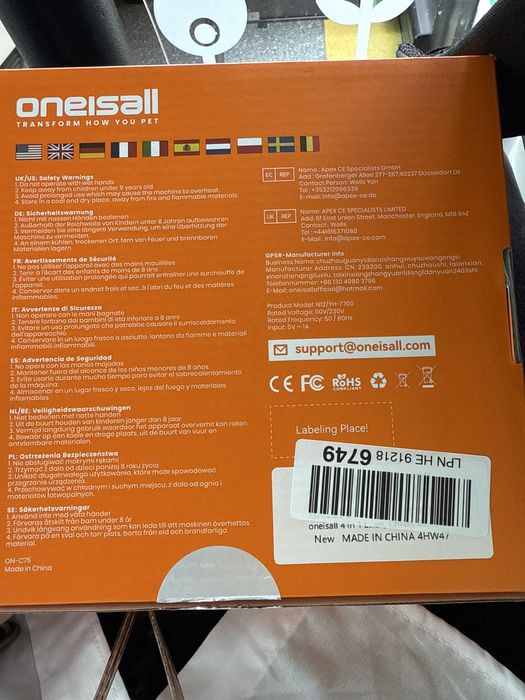 oneisall
TRANSFORM HOW YOU PET
UK/US: Safety Warnings
1. Do not operate with wet hands
2. Keep away from children under 8 years old
3. Avoid prolonged use which may cause the machine to overheat.
4. Store in a cool and dry place, away from fire and flammable materials.
DE: Sicherheitswarnung
1. Nicht mit nassen Händen bedienen
2. Außerhalb der Reichweite von Kindern unter 8 Jahren aufbewahren
3. Vermeiden Sie eine längere Verwendung, um eine Überhitzung der
Maschine zu vermeiden.
4. An einem kühlen, trockenen Ort, fern von Feuer und brennbaren
Materialien lagern
FR: Avertissements de Sécurité
1. Ne pas utiliser l'appareil avec des mains mouillées
2. Tenir à l'écart des enfants de moins de 8 ans
3. Éviter une utilisation prolongée qui pourrait entraîner une surchauffe de
l'appareil.
4. Conserver dans un endroit frais et sec, à l'abri du feu et des matières
inflammables.
IT: Avvertenze di Sicurezza
1. Non operare con le mani bagnate
2. Tenere lontano dai bambini di età inferiore a 8 anni
3. Evitare un uso prolungato che potrebbe causare il surriscaldamento
dell'apparecchio.
4. Conservare in un luogo fresco e asciutto, lontano da fiamme e materiali
infiammabili.
ES: Advertencia de Seguridad
1. No opere con las manos mojadas.
2. Mantener fuera del alcance de los niños menores de 8 años
3. Evite usarlo durante mucho tiempo para evitar el sobrecalentamiento
de la máquina.
4. Almacenar en un lugar fresco y seco, lejos del fuego y materiales
inflamables
NL/BE: Veiligheidswaarschuwingen
1. Niet bedienen met natte handen
2. Uit de buurt houden van kinderen jonger dan 8 jaar
3. Vermijd langdurig gebruik waardoor het apparaat oververhit kan raken.
4. Bewaar op een koele en droge plaats, uit de buurt van vuur en
ontvlambare materialen.
PL: Ostrzeżenia Bezpieczeństwa
1. Nie obsługiwać mokrymi rękami
2. Trzymać z dala od dzieci poniżej 8 roku życia
3. Unikać długotrwałego użytkowania, które może spowodować
przegrzanie urządzenia.
4. Przechowywać w chłodnym i suchym miejscu, z dala od ognia i
materiałów łatwopalnych.
SE: Säkerhetsvarningar
1. Använd inte med våta händer
2. Förvaras åtskilt från barn under 8 år
3. Undvik långvarig användning som kan leda till att maskinen överhettas.
4. Förvara på en sval och torr plats, borta från eld och brandfarliga
material.
ON-C75
Made in China
EC REP
Name: Apex CE Specialists GmbH
Add: Grafenberger Allee 277-287.40237 Düsseldorf.DE
Contact Person: Wells Yan
Tel: +353212066339
E-mail: info@apex-ce.de
UK REP
Name: APEX CE SPECIALISTS LIMITED
Add: 8f East Union Street, Manchester, England, M16 9AE
Contact: Wells
Tel: +441616371080
E-Mail: info@apex-ce.com
GPSR-Manufacturer Info:
Telephonenumber: +86 130 4980 3796
E-Mail: oneisallofficial@hotmail.com
Product Model: N12/YH-7700
Rated Voltage: 110V/230V
Rated Frequency: 50 / 60Hz
Input: 5V⎓1A
support@oneisall.com
CE FC RoHS
COMPLIANT
Labeling Place!
LPN HE 91218 6749
oneisall 4 in 1
New MADE IN CHINA 4HW47